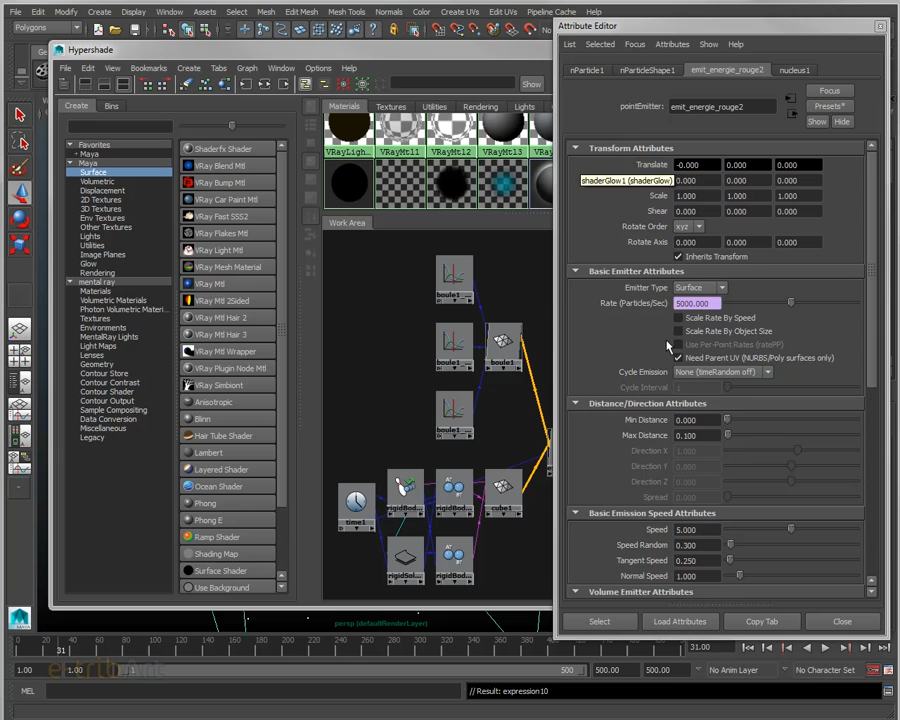 File Edit Modify Create Display Window Assets Select Mesh Tools Normals Color Create UVs Edit UVs Pipeline Cache
Polygons
Hypershade
File Edit View Bookmarks Create Tabs Graph Window Options Help
Show
Create Bins
Materials Textures Utilities Rendering Lights
VRayLigh... VRayMtl1 VRayMtl2 VRayMtl3
Work Area
Favorites
+ Maya
Maya
Surface
Volumetric
Displacement
2D Textures
3D Textures
Env Textures
Other Textures
Lights
Utilities
Image Planes
Glow
Rendering
mental ray
Materials
Volumetric Materials
Photon Volumetric Materi...
Textures
Environments
MentalRay Lights
Light Maps
Lenses
Geometry
Contour Store
Contour Contrast
Contour Shader
Contour Output
Sample Compositing
Data Conversion
Miscellaneous
Legacy
Shaderfx Shader
VRay Blend Mtl
VRay Bump Mtl
VRay Car Paint Mtl
VRay Fast SSS2
VRay Flakes Mtl
VRay Light Mtl
VRay Mesh Material
VRay Mtl
VRay Mtl 2Sided
VRay Mtl Hair 2
VRay Mtl Hair 3
VRay Mtl Wrapper
VRay Plugin Node Mtl
VRay Simbiont
Anisotropic
Blinn
Hair Tube Shader
Lambert
Layered Shader
Ocean Shader
Phong
Phong E
Ramp Shader
Shading Map
Surface Shader
Use Background
boule1_...
boule1_... boule1
boule1_...
time1 rigidBod... rigidBod... cube1
rigidSol... rigidBod...
Attribute Editor
List Selected Focus Attributes Show Help
nParticle1 nParticleShape1 emit_energie_rouge2 nucleus1
pointEmitter: emit_energie_rouge2
Focus
Presets*
Show Hide
Transform Attributes
Translate -0.000 0.000 0.000
shaderGlow1 (shaderGlow) 0.000 0.000 0.000
Scale 1.000 1.000 1.000
Shear 0.000 0.000 0.000
Rotate Order xyz
Rotate Axis 0.000 0.000 0.000
Inherits Transform
Basic Emitter Attributes
Emitter Type Surface
Rate (Particles/Sec) 5000.000
Scale Rate By Speed
Scale Rate By Object Size
Use Per-Point Rates (ratePP)
Need Parent UV (NURBS/Poly surfaces only)
Cycle Emission None (timeRandom off)
Cycle Interval 1
Distance/Direction Attributes
Min Distance 0.000
Max Distance 0.100
Direction X 1.000
Direction Y 0.000
Direction Z 0.000
Spread 0.000
Basic Emission Speed Attributes
Speed 5.000
Speed Random 0.300
Tangent Speed 0.250
Normal Speed 1.000
Volume Emitter Attributes
Select Load Attributes Copy Tab Close
persp (defaultRenderLayer)
31
31.00
1.00 1.00 1 500 500.00 500.00 No Anim Layer No Character Set
MEL // Result: expression10